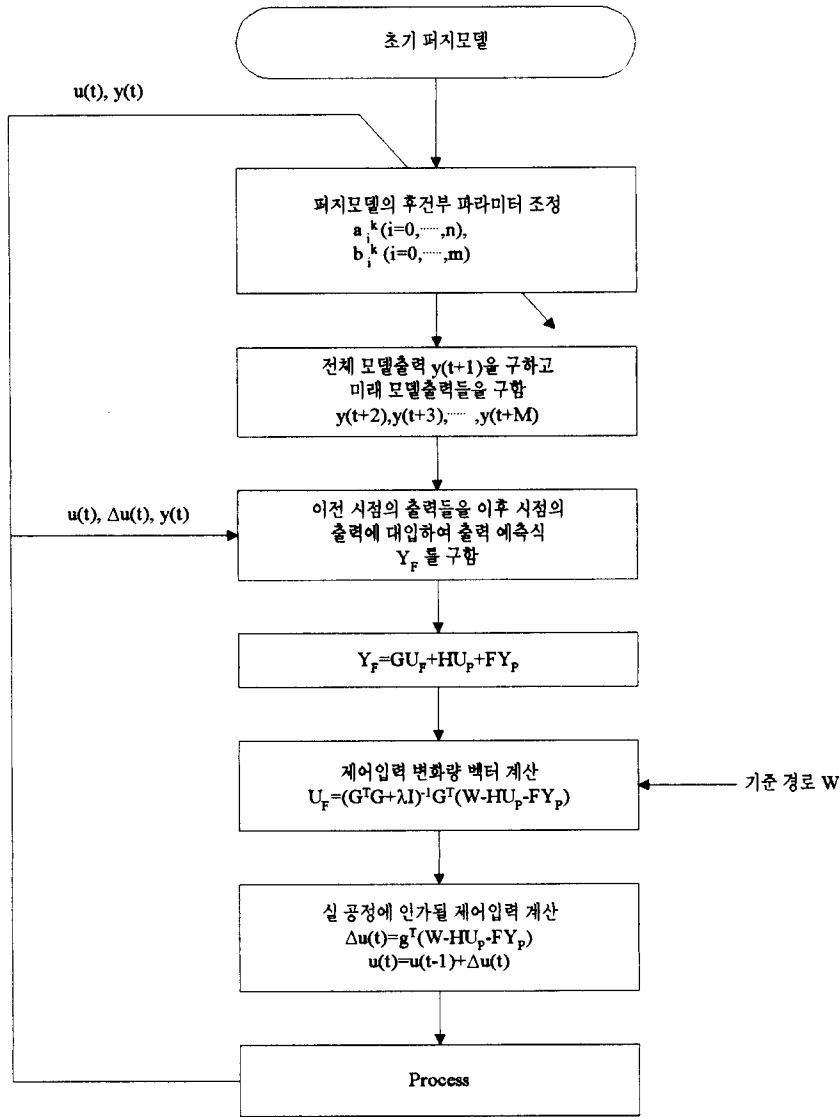 초기 퍼지모델
u(t), y(t)
퍼지모델의 후건부 파라미터 조정
a_i^k (i=0,·····,n),
b_i^k (i=0,·····,m)
전체 모델출력 y(t+1)을 구하고
미래 모델출력들을 구함
y(t+2),y(t+3),····· ,y(t+M)
u(t), Δu(t), y(t)
이전 시점의 출력들을 이후 시점의
출력에 대입하여 출력 예측식
Y_F 를 구함
Y_F=GU_F+HU_P+FY_P
제어입력 변화량 벡터 계산
U_F=(G^TG+λI)^-1G^T(W-HU_P-FY_P)
기준 경로 W
실 공정에 인가될 제어입력 계산
Δu(t)=g^T(W-HU_P-FY_P)
u(t)=u(t-1)+Δu(t)
Process